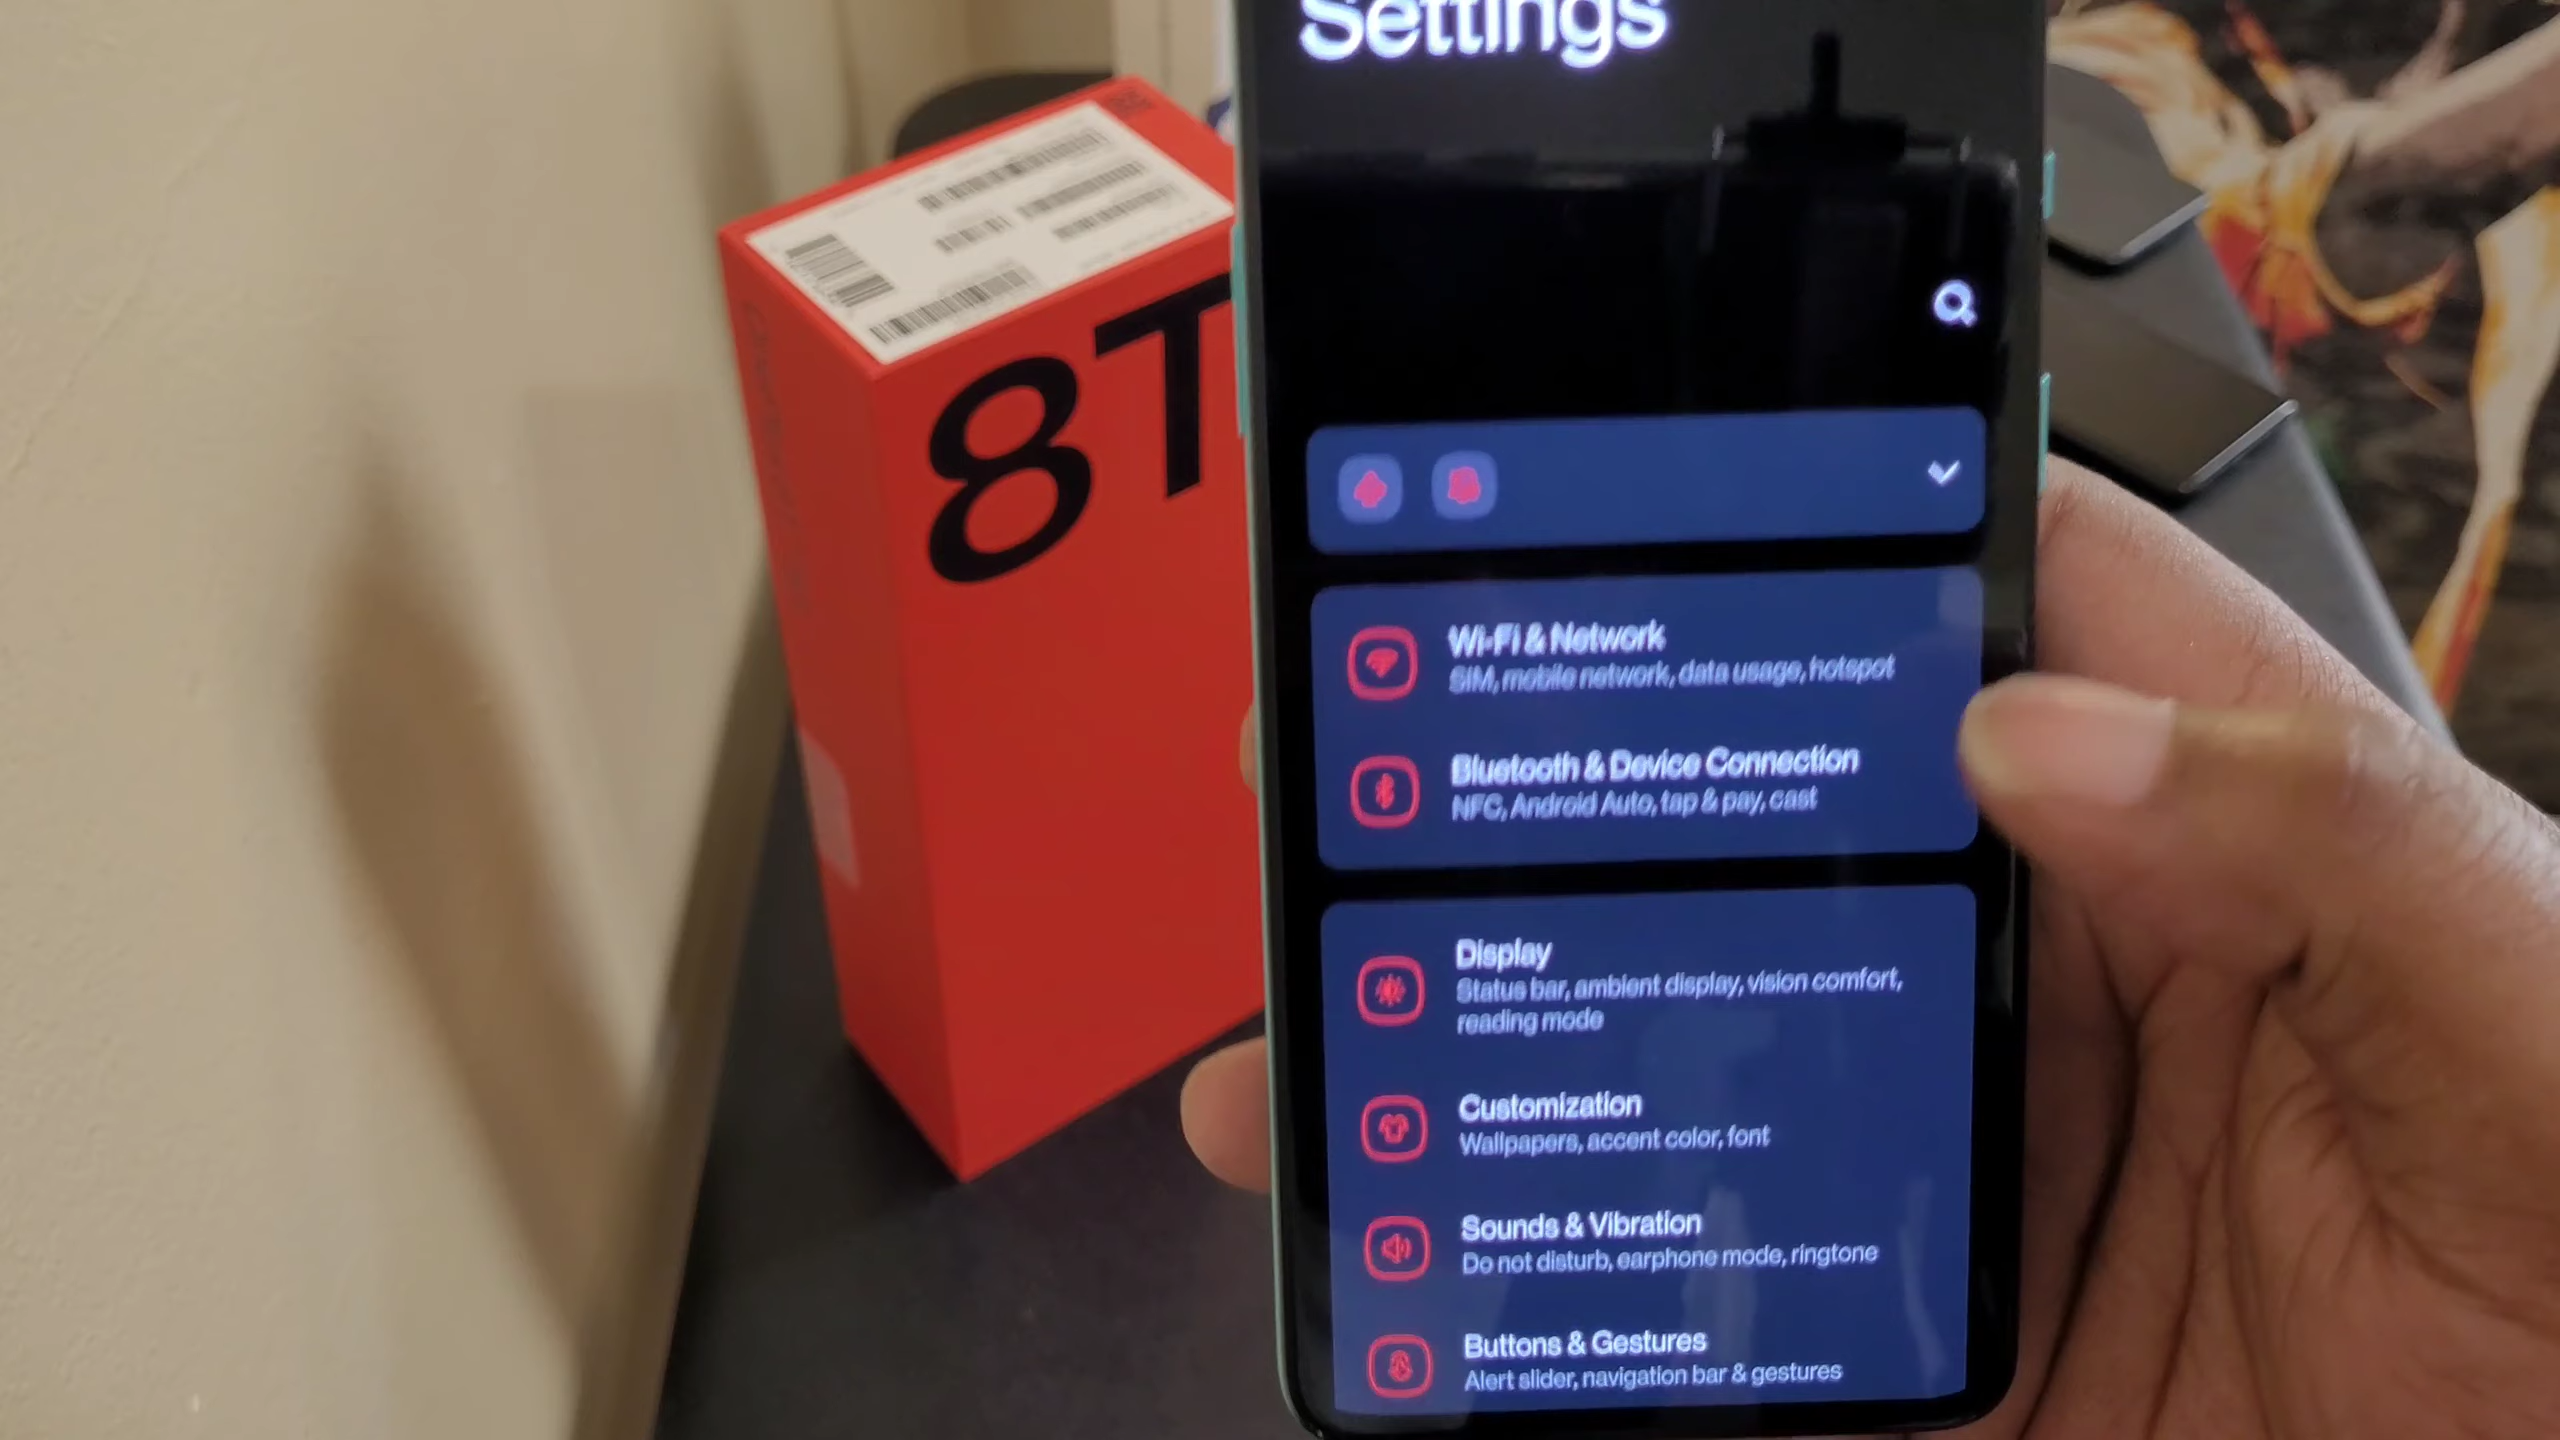 Settings
8T
Wi-Fi & Network
SIM, mobile network, data usage, hotspot
Bluetooth & Device Connection
NFC, Android Auto, tap & pay, cast
Display
Status bar, ambient display, vision comfort,
reading mode
Customization
Wallpapers, accent color, font
Sounds & Vibration
Do not disturb, earphone mode, ringtone
Buttons & Gestures
Alert slider, navigation bar & gestures